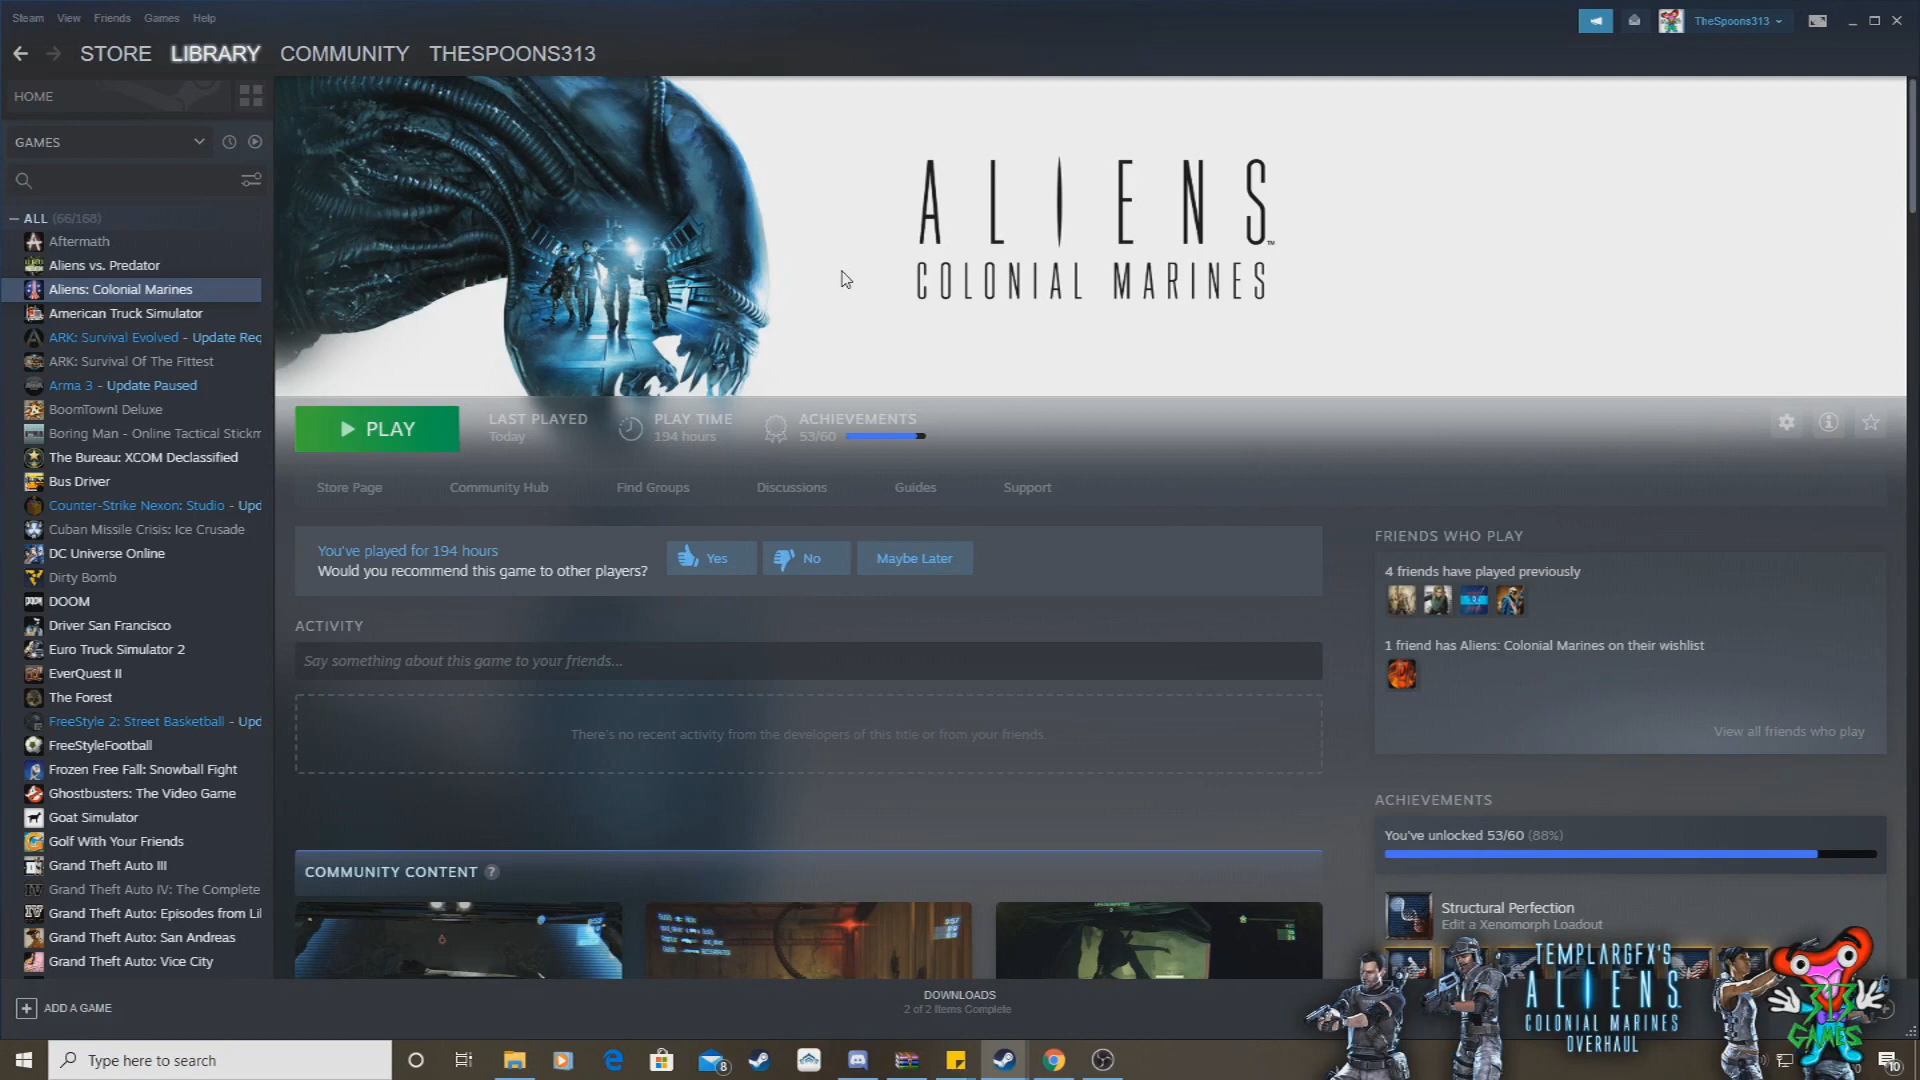 Steam View Friends Games Help
TheSpoons313
STORE LIBRARY COMMUNITY THESPOONS313
HOME
GAMES
ALL (66/168)
Aftermath
Aliens vs. Predator
Aliens: Colonial Marines
American Truck Simulator
ARK: Survival Evolved - Update Req
ARK: Survival Of The Fittest
Arma 3 - Update Paused
BoomTown! Deluxe
Boring Man - Online Tactical Stickm
The Bureau: XCOM Declassified
Bus Driver
Counter-Strike Nexon: Studio - Upd
Cuban Missile Crisis: Ice Crusade
DC Universe Online
Dirty Bomb
DOOM
Driver San Francisco
Euro Truck Simulator 2
EverQuest II
The Forest
FreeStyle 2: Street Basketball - Upd
FreeStyleFootball
Frozen Free Fall: Snowball Fight
Ghostbusters: The Video Game
Goat Simulator
Golf With Your Friends
Grand Theft Auto III
Grand Theft Auto IV: The Complete
Grand Theft Auto: Episodes from Li
Grand Theft Auto: San Andreas
Grand Theft Auto: Vice City
ADD A GAME
ALIENS™
COLONIAL MARINES
PLAY
LAST PLAYED
Today
PLAY TIME
194 hours
ACHIEVEMENTS
53/60
Store Page Community Hub Find Groups Discussions Guides Support
You've played for 194 hours
Would you recommend this game to other players?
Yes No Maybe Later
ACTIVITY
Say something about this game to your friends...
There's no recent activity from the developers of this title or from your friends.
COMMUNITY CONTENT ?
FRIENDS WHO PLAY
4 friends have played previously
1 friend has Aliens: Colonial Marines on their wishlist
View all friends who play
ACHIEVEMENTS
You've unlocked 53/60 (88%)
Structural Perfection
Edit a Xenomorph Loadout
DOWNLOADS
2 of 2 Items Complete
TEMPLARGFX'S
ALIENS
COLONIAL MARINES
OVERHAUL
313
GAMES
Type here to search
8
10